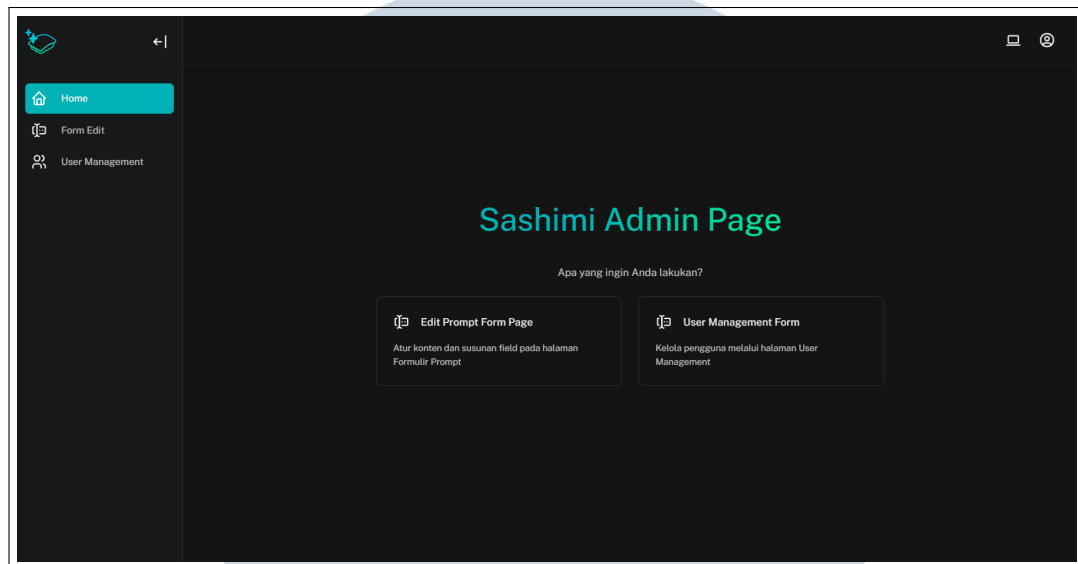 Home
Form Edit
User Management
Sashimi Admin Page
Apa yang ingin Anda lakukan?
Edit Prompt Form Page
Atur konten dan susunan field pada halaman
Formulir Prompt
User Management Form
Kelola pengguna melalui halaman User
Management